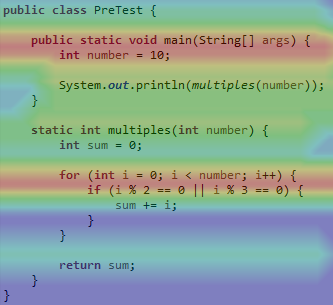 public class PreTest {
    public static void main(String[] args) {
        int number = 10;
        System.out.println(multiples(number));
    }
    static int multiples(int number) {
        int sum = 0;
        for (int i = 0; i < number; i++) {
            if (i % 2 == 0 || i % 3 == 0) {
                sum += i;
            }
        }
        return sum;
    }
}